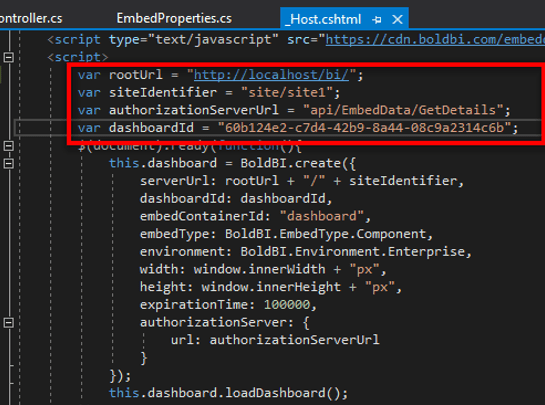 ontroller.cs EmbedProperties.cs _Host.cshtml
<script type="text/javascript" src="https://cdn.boldbi.com/embedd
<script>
var rootUrl = "http://localhost/bi/";
var siteIdentifier = "site/site1";
var authorizationServerUrl = "api/EmbedData/GetDetails";
var dashboardId = "60b124e2-c7d4-42b9-8a44-08c9a2314c6b";
$(document).ready(function(){
this.dashboard = BoldBI.create({
serverUrl: rootUrl + "/" + siteIdentifier,
dashboardId: dashboardId,
embedContainerId: "dashboard",
embedType: BoldBI.EmbedType.Component,
environment: BoldBI.Environment.Enterprise,
width: window.innerWidth + "px",
height: window.innerHeight + "px",
expirationTime: 100000,
authorizationServer: {
url: authorizationServerUrl
}
});
this.dashboard.loadDashboard();